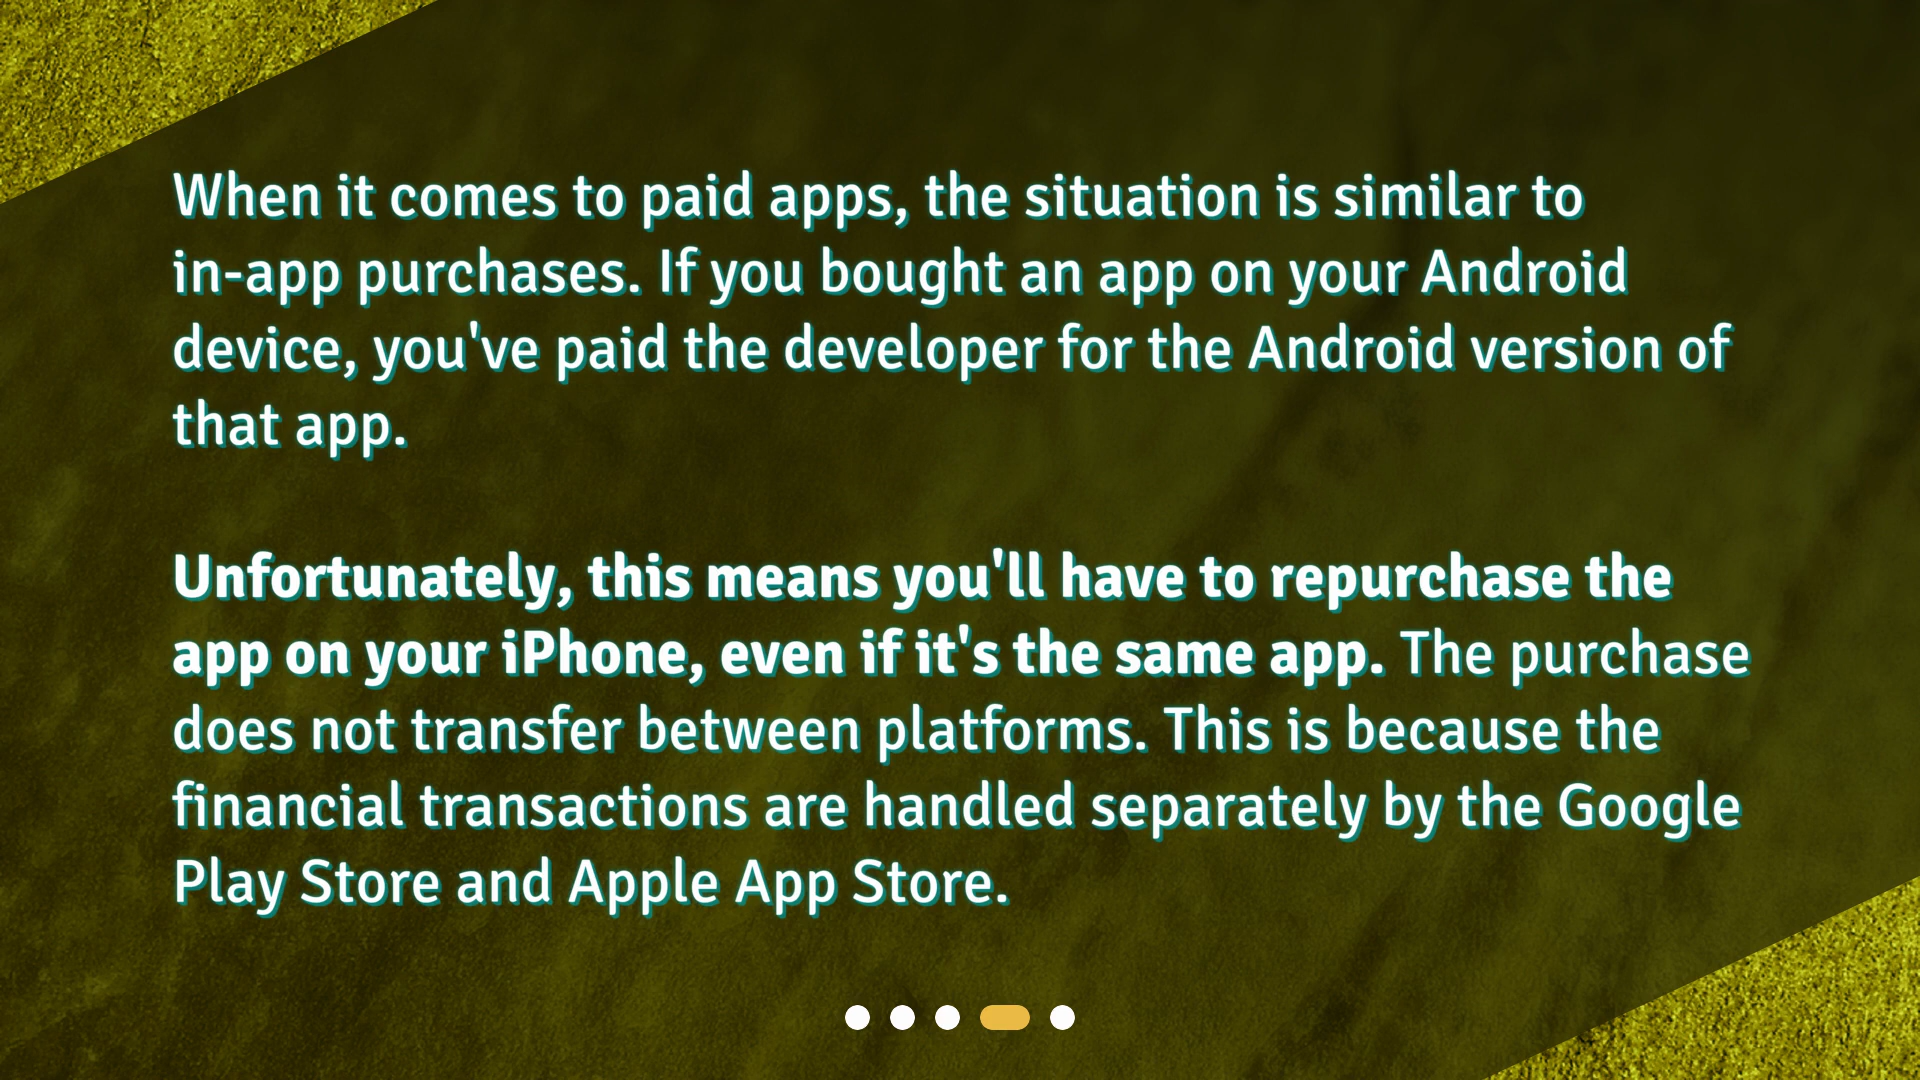 When it comes to paid apps, the situation is similar to
in-app purchases. If you bought an app on your Android
device, you've paid the developer for the Android version of
that app.
Unfortunately, this means you'll have to repurchase the
app on your iPhone, even if it's the same app. The purchase
does not transfer between platforms. This is because the
financial transactions are handled separately by the Google
Play Store and Apple App Store.